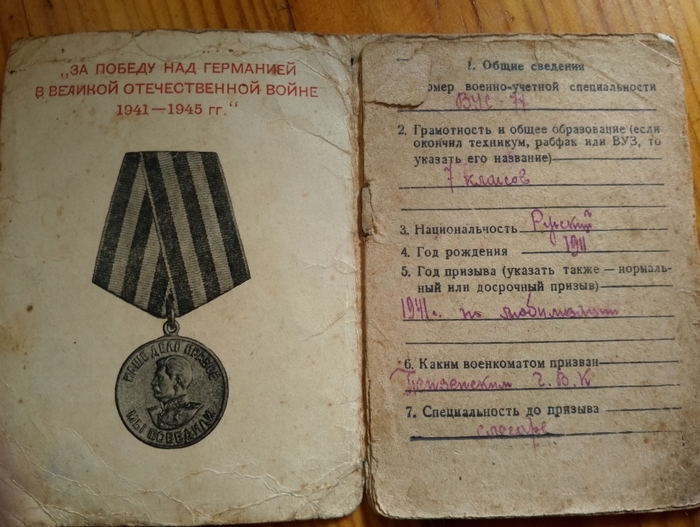 „ЗА ПОБЕДУ НАД ГЕРМАНИЕЙ
В ВЕЛИКОЙ ОТЕЧЕСТВЕННОЙ ВОЙНЕ
1941—1945 гг.“
НАШЕ ДЕЛО ПРАВОЕ
МЫ ПОБЕДИЛИ
1. Общие сведения
омер военно-учетной специальности
ВУС-
2. Грамотность и общее образование (если
окончил техникум, рабфак или ВУЗ, то
указать его название)
7 классов
3. Национальность Русский
4. Год рождения 1911
5. Год призыва (указать также — нормаль-
ный или досрочный призыв)
1941г. по мобилизации
6. Каким военкоматом призван
Пензенским Г.В.К
7. Специальность до призыва
слесарь